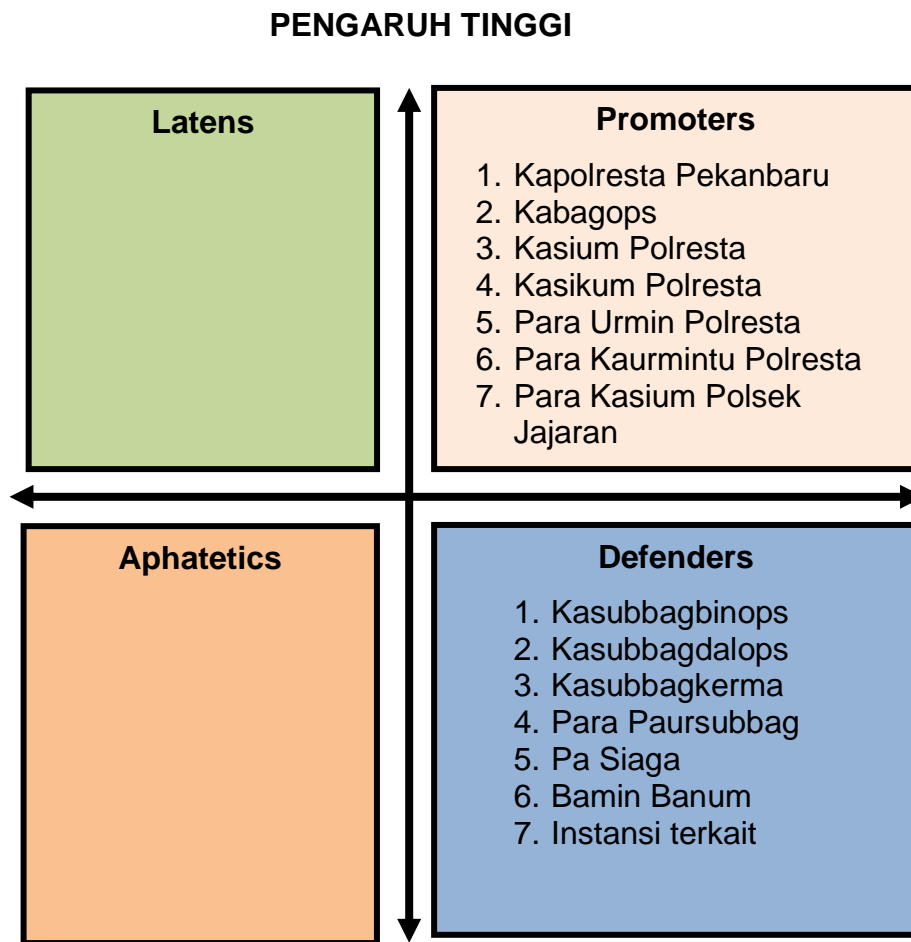 PENGARUH TINGGI
Latens
Promoters
1. Kapolresta Pekanbaru
2. Kabagops
3. Kasium Polresta
4. Kasikum Polresta
5. Para Urmin Polresta
6. Para Kaurmintu Polresta
7. Para Kasium Polsek
Jajaran
Aphatetics
Defenders
1. Kasubbagbinops
2. Kasubbagdalops
3. Kasubbagkerma
4. Para Paursubbag
5. Pa Siaga
6. Bamin Banum
7. Instansi terkait